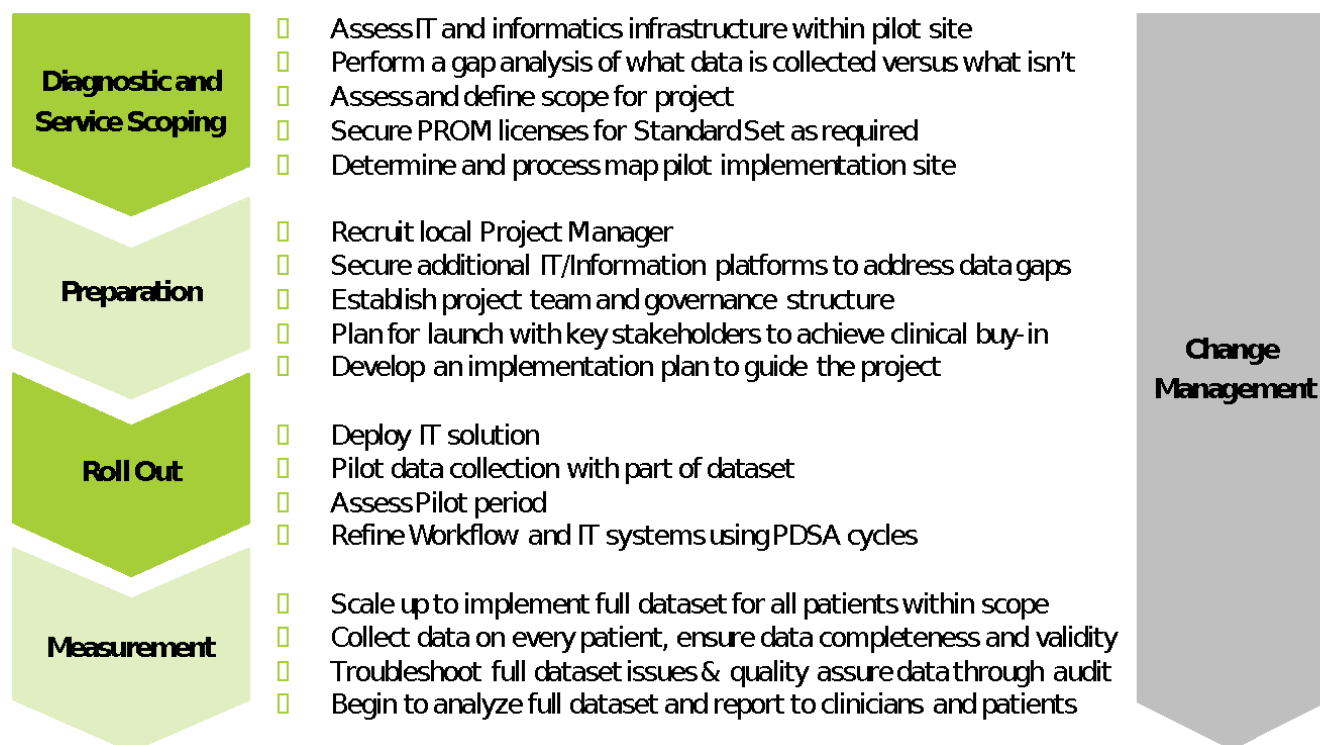 Diagnostic and
Service Scoping
Assess IT and informatics infrastructure within pilot site
Perform a gap analysis of what data is collected versus what isn't
Assess and define scope for project
Secure PROM licenses for Standard Set as required
Determine and process map pilot implementation site
Preparation
Recruit local Project Manager
Secure additional IT/Information platforms to address data gaps
Establish project team and governance structure
Plan for launch with key stakeholders to achieve clinical buy-in
Develop an implementation plan to guide the project
Roll Out
Deploy IT solution
Pilot data collection with part of dataset
Assess Pilot period
Refine Workflow and IT systems using PDSA cycles
Measurement
Scale up to implement full dataset for all patients within scope
Collect data on every patient, ensure data completeness and validity
Troubleshoot full dataset issues & quality assure data through audit
Begin to analyze full dataset and report to clinicians and patients
Change
Management